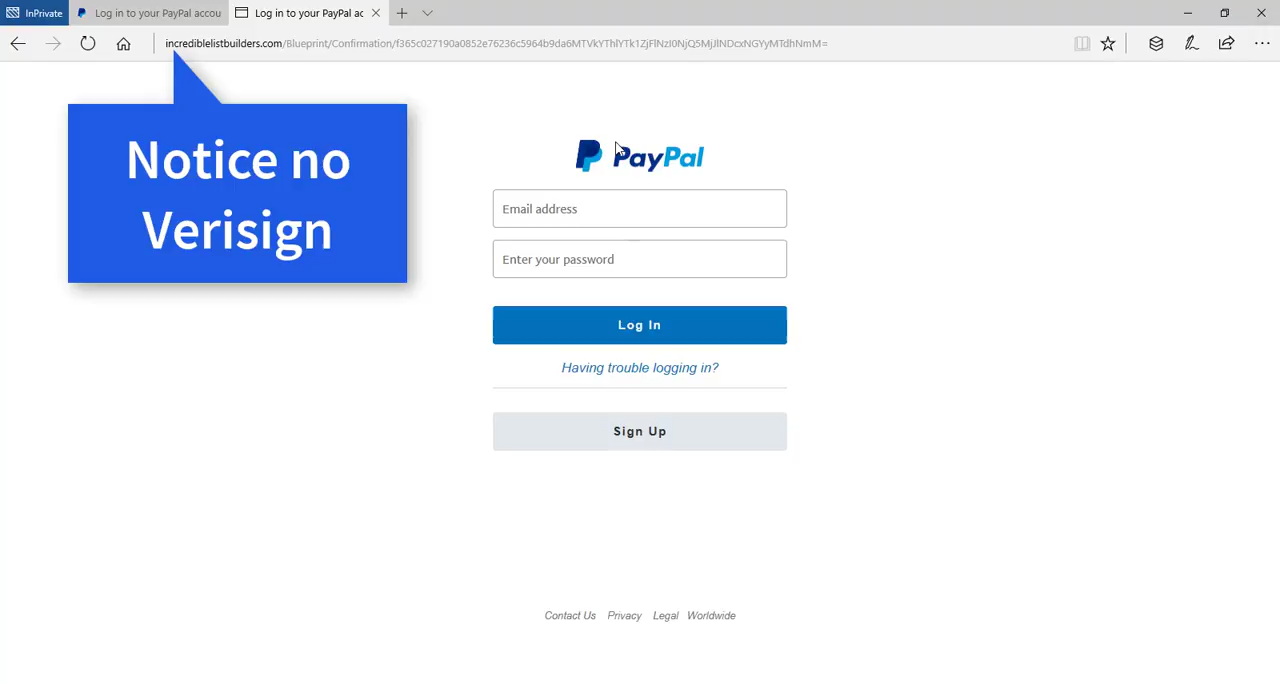 InPrivate
Log in to your PayPal accou
Log in to your PayPal ac
incrediblelistbuilders.com/Blueprint/Confirmation/f365c027190a0852e76236c5964b9da6MTVkYThlYTk1ZjFlNzI0NjQ5MjJlNDcxNGYyMTdhNmM=
Notice no
Verisign
PayPal
Email address
Enter your password
Log In
Having trouble logging in?
Sign Up
Contact Us Privacy Legal Worldwide